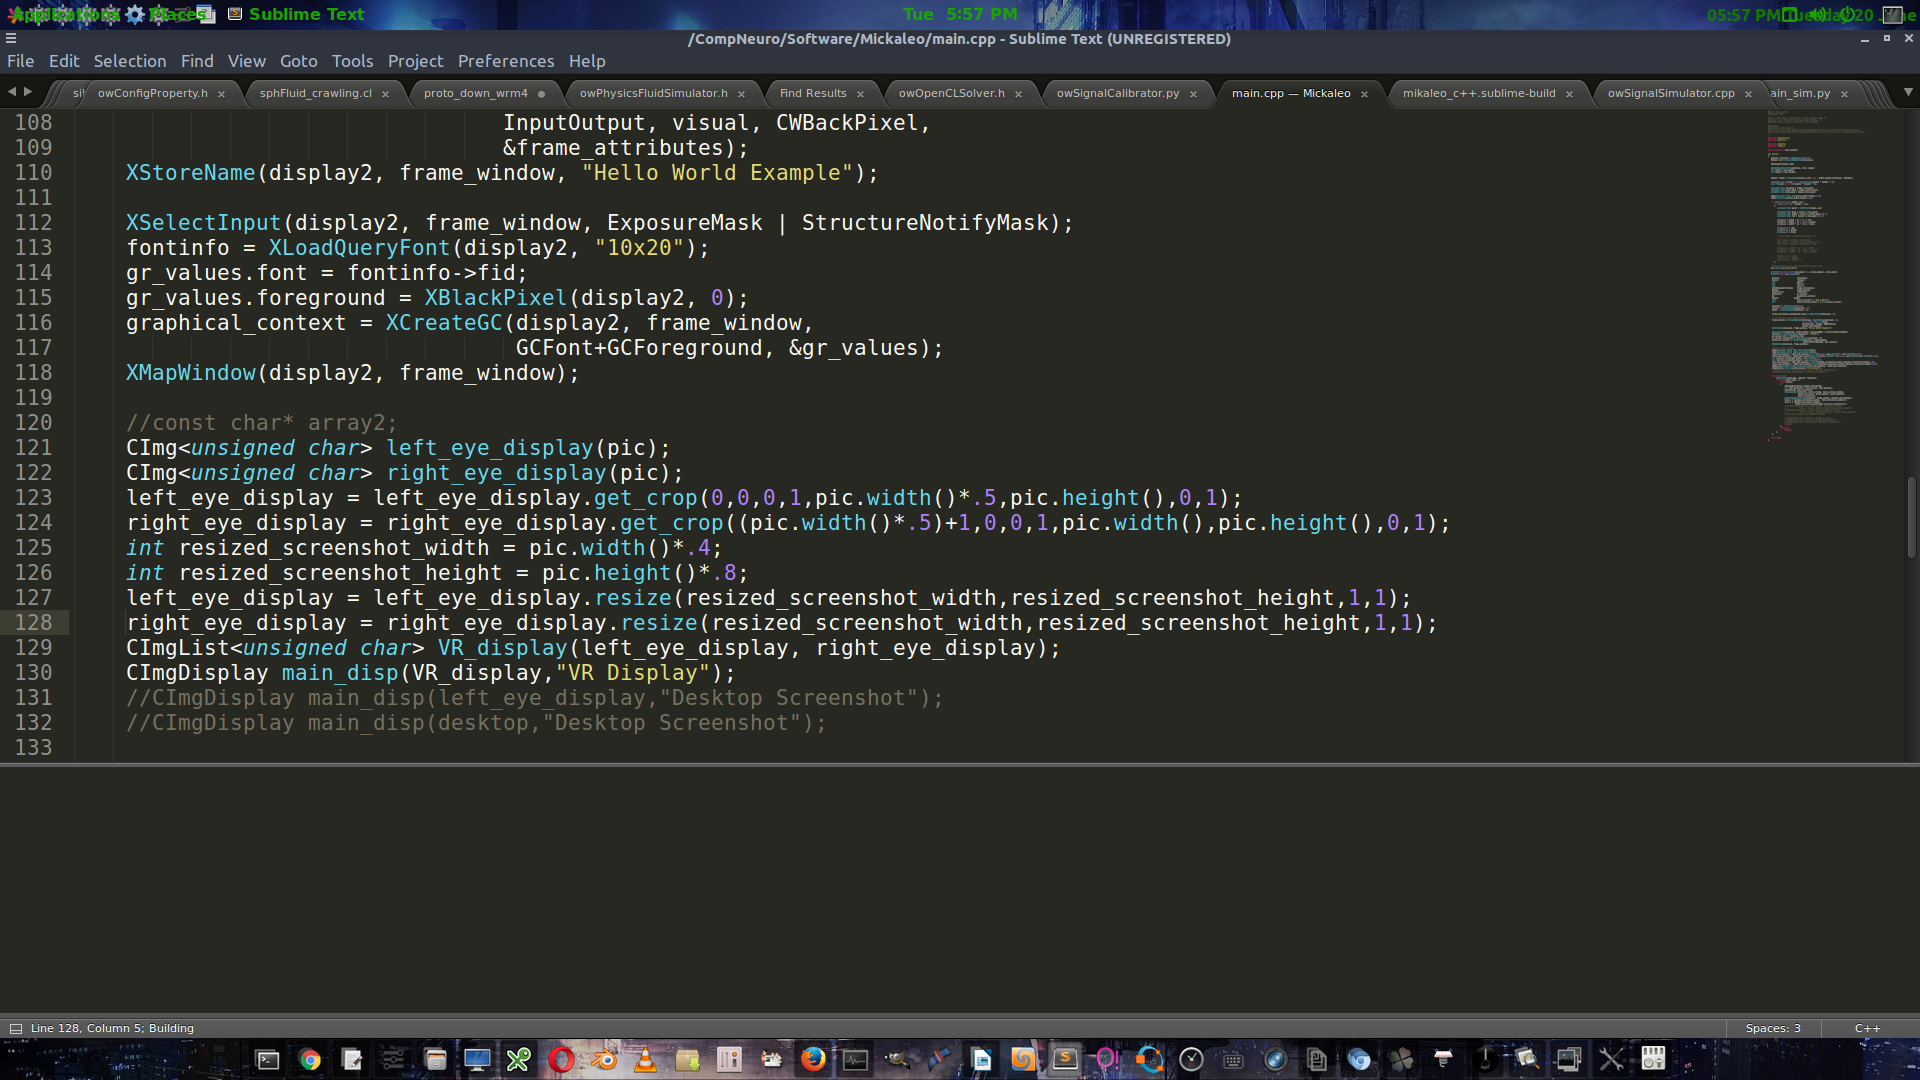 Sublime Text
Tue 5:57 PM
/CompNeuro/Software/Mickaleo/main.cpp - Sublime Text (UNREGISTERED)
File Edit Selection Find View Goto Tools Project Preferences Help
owConfigProperty.h sphFluid_crawling.cl proto_down_wrm4 owPhysicsFluidSimulator.h Find Results owOpenCLSolver.h owSignalCalibrator.py main.cpp — Mickaleo mikaleo_c++.sublime-build owSignalSimulator.cpp ain_sim.py
108 InputOutput, visual, CWBackPixel,
109 &frame_attributes);
110 XStoreName(display2, frame_window, "Hello World Example");
111
112 XSelectInput(display2, frame_window, ExposureMask | StructureNotifyMask);
113 fontinfo = XLoadQueryFont(display2, "10x20");
114 gr_values.font = fontinfo->fid;
115 gr_values.foreground = XBlackPixel(display2, 0);
116 graphical_context = XCreateGC(display2, frame_window,
117 GCFont+GCForeground, &gr_values);
118 XMapWindow(display2, frame_window);
119
120 //const char* array2;
121 CImg<unsigned char> left_eye_display(pic);
122 CImg<unsigned char> right_eye_display(pic);
123 left_eye_display = left_eye_display.get_crop(0,0,0,1,pic.width()*.5,pic.height(),0,1);
124 right_eye_display = right_eye_display.get_crop((pic.width()*.5)+1,0,0,1,pic.width(),pic.height(),0,1);
125 int resized_screenshot_width = pic.width()*.4;
126 int resized_screenshot_height = pic.height()*.8;
127 left_eye_display = left_eye_display.resize(resized_screenshot_width,resized_screenshot_height,1,1);
128 right_eye_display = right_eye_display.resize(resized_screenshot_width,resized_screenshot_height,1,1);
129 CImgList<unsigned char> VR_display(left_eye_display, right_eye_display);
130 CImgDisplay main_disp(VR_display,"VR Display");
131 //CImgDisplay main_disp(left_eye_display,"Desktop Screenshot");
132 //CImgDisplay main_disp(desktop,"Desktop Screenshot");
133
Line 128, Column 5; Building
Spaces: 3
C++